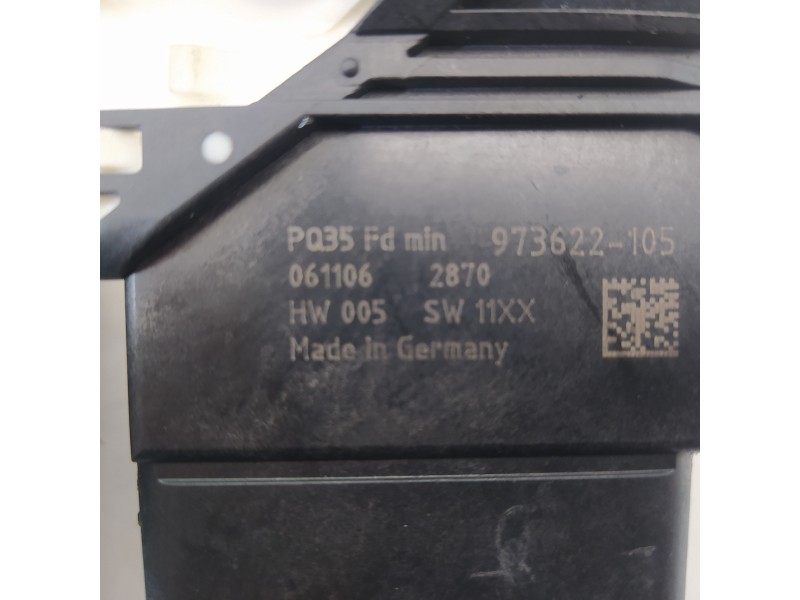 PQ35 Fd min 973622-105
061106 2870
HW 005 SW 11XX
Made in Germany